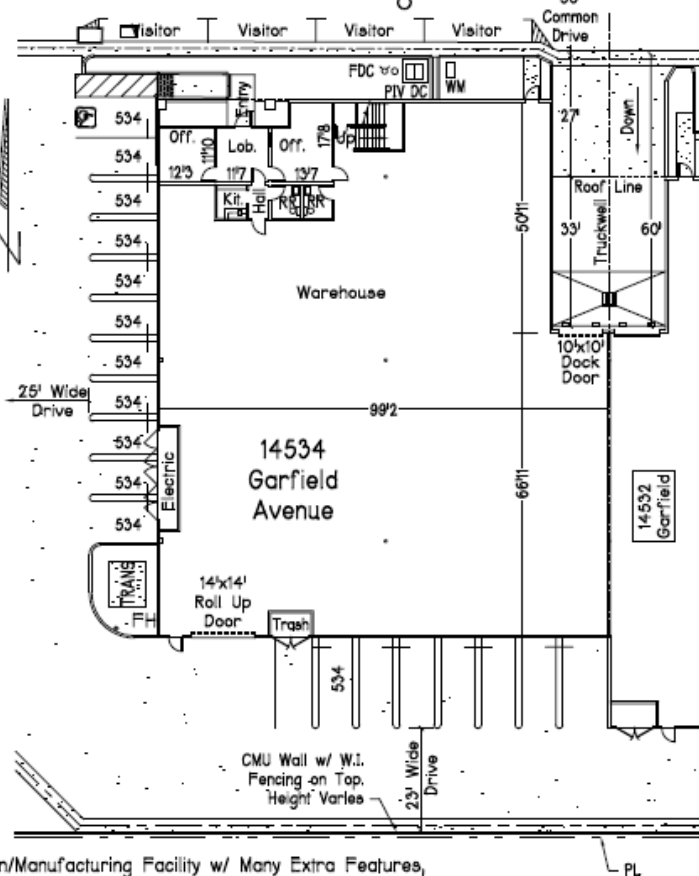 Visitor
Visitor
Visitor
Visitor
Common
Drive
FDC
PIV DC
WM
Entry
Up
27'
Down
534
534
534
534
534
534
534
534
534
534
534
Off.
12'3
11'10
Lob.
11'7
Off.
13'7
17'8
Kit.
Hall
RR
RR
50'11
Roof Line
33'
Truckwell
60'
Warehouse
10'x10'
Dock
Door
25' Wide
Drive
99'2
14534
Garfield
Avenue
Electric
66'11
14532
Garfield
TRANS
FH
14'x14'
Roll Up
Door
Trash
534
CMU Wall w/ W.I.
Fencing on Top.
Height Varies
23' Wide
Drive
n/Manufacturing Facility w/ Many Extra Features,
PL